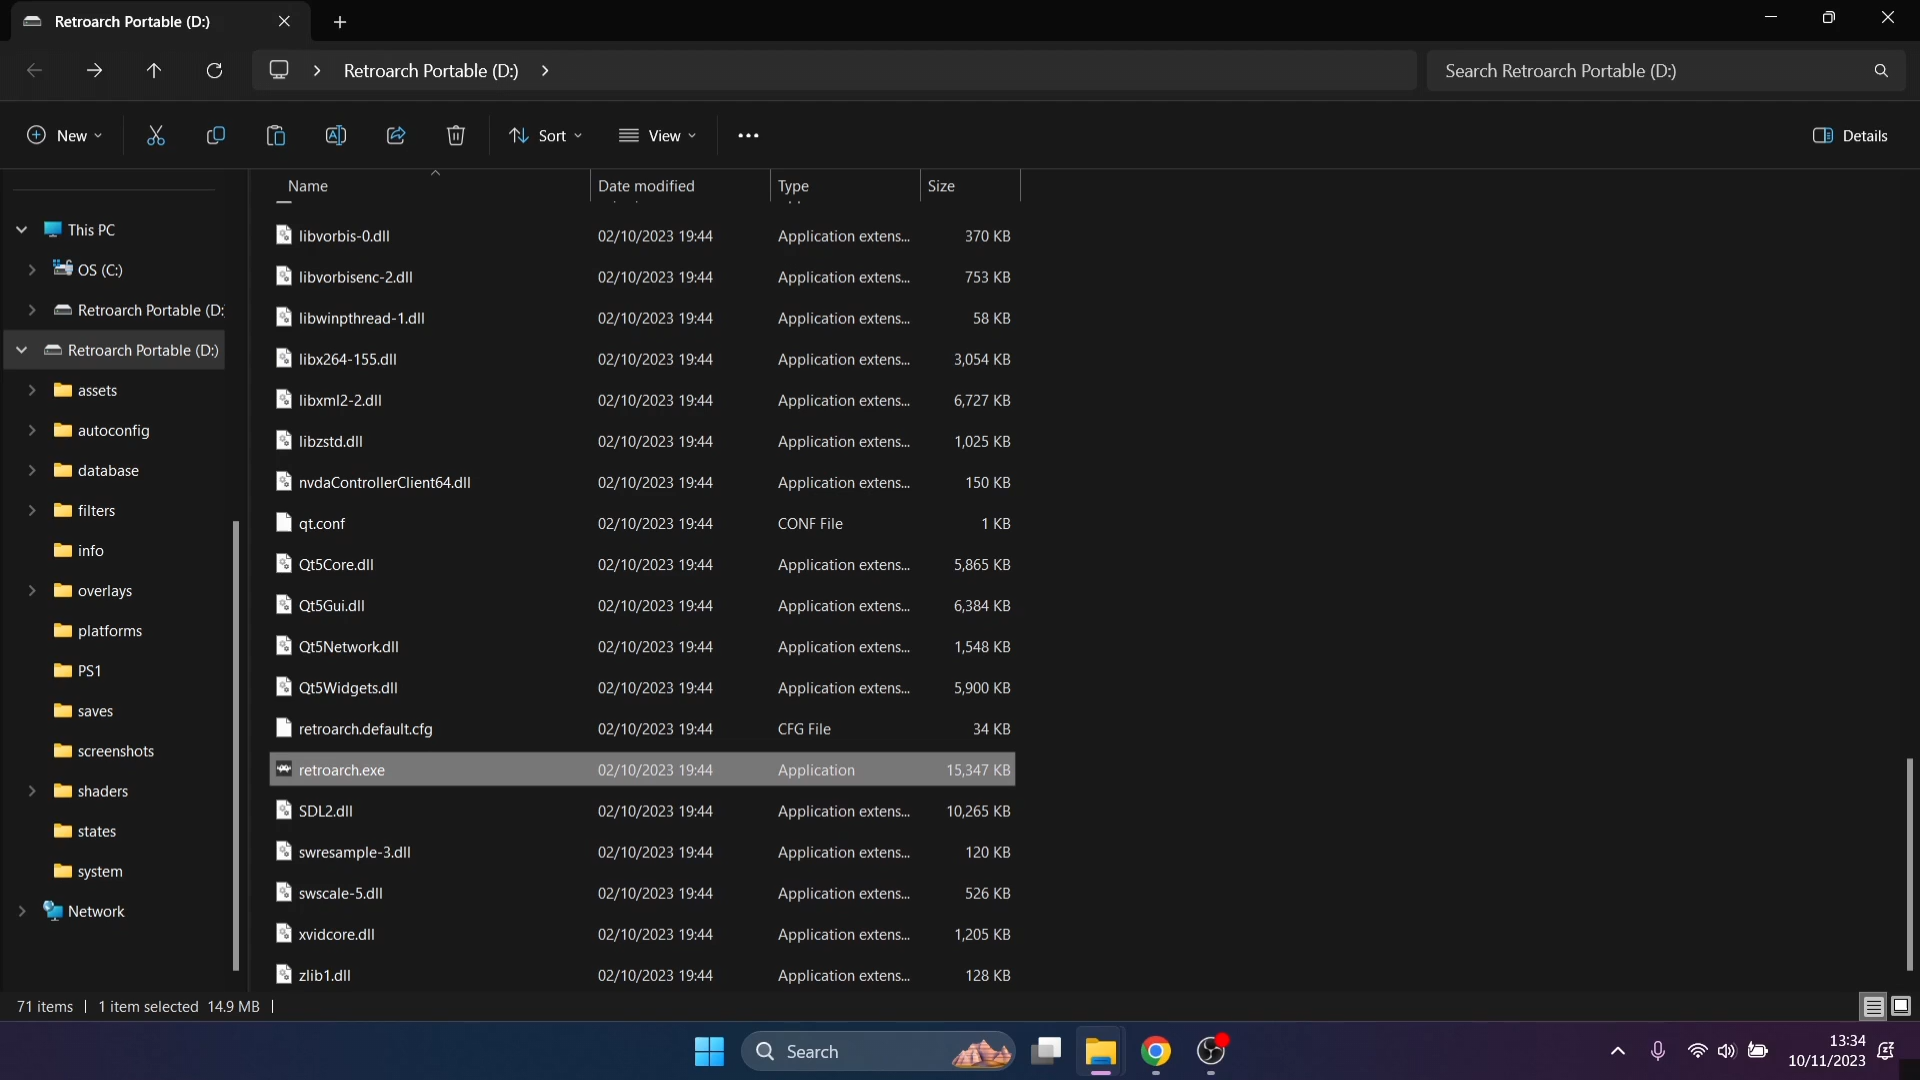 Retroarch Portable (D:)
Retroarch Portable (D:)
Search Retroarch Portable (D:)
New
Sort
View
Details
Name
Date modified
Type
Size
This PC
OS (C:)
Retroarch Portable (D:
Retroarch Portable (D:)
assets
autoconfig
database
filters
info
overlays
platforms
PS1
saves
screenshots
shaders
states
system
Network
libvorbis-0.dll 02/10/2023 19:44 Application extens... 370 KB
libvorbisenc-2.dll 02/10/2023 19:44 Application extens... 753 KB
libwinpthread-1.dll 02/10/2023 19:44 Application extens... 58 KB
libx264-155.dll 02/10/2023 19:44 Application extens... 3,054 KB
libxml2-2.dll 02/10/2023 19:44 Application extens... 6,727 KB
libzstd.dll 02/10/2023 19:44 Application extens... 1,025 KB
nvdaControllerClient64.dll 02/10/2023 19:44 Application extens... 150 KB
qt.conf 02/10/2023 19:44 CONF File 1 KB
Qt5Core.dll 02/10/2023 19:44 Application extens... 5,865 KB
Qt5Gui.dll 02/10/2023 19:44 Application extens... 6,384 KB
Qt5Network.dll 02/10/2023 19:44 Application extens... 1,548 KB
Qt5Widgets.dll 02/10/2023 19:44 Application extens... 5,900 KB
retroarch.default.cfg 02/10/2023 19:44 CFG File 34 KB
retroarch.exe 02/10/2023 19:44 Application 15,347 KB
SDL2.dll 02/10/2023 19:44 Application extens... 10,265 KB
swresample-3.dll 02/10/2023 19:44 Application extens... 120 KB
swscale-5.dll 02/10/2023 19:44 Application extens... 526 KB
xvidcore.dll 02/10/2023 19:44 Application extens... 1,205 KB
zlib1.dll 02/10/2023 19:44 Application extens... 128 KB
71 items | 1 item selected 14.9 MB |
Search
13:34
10/11/2023